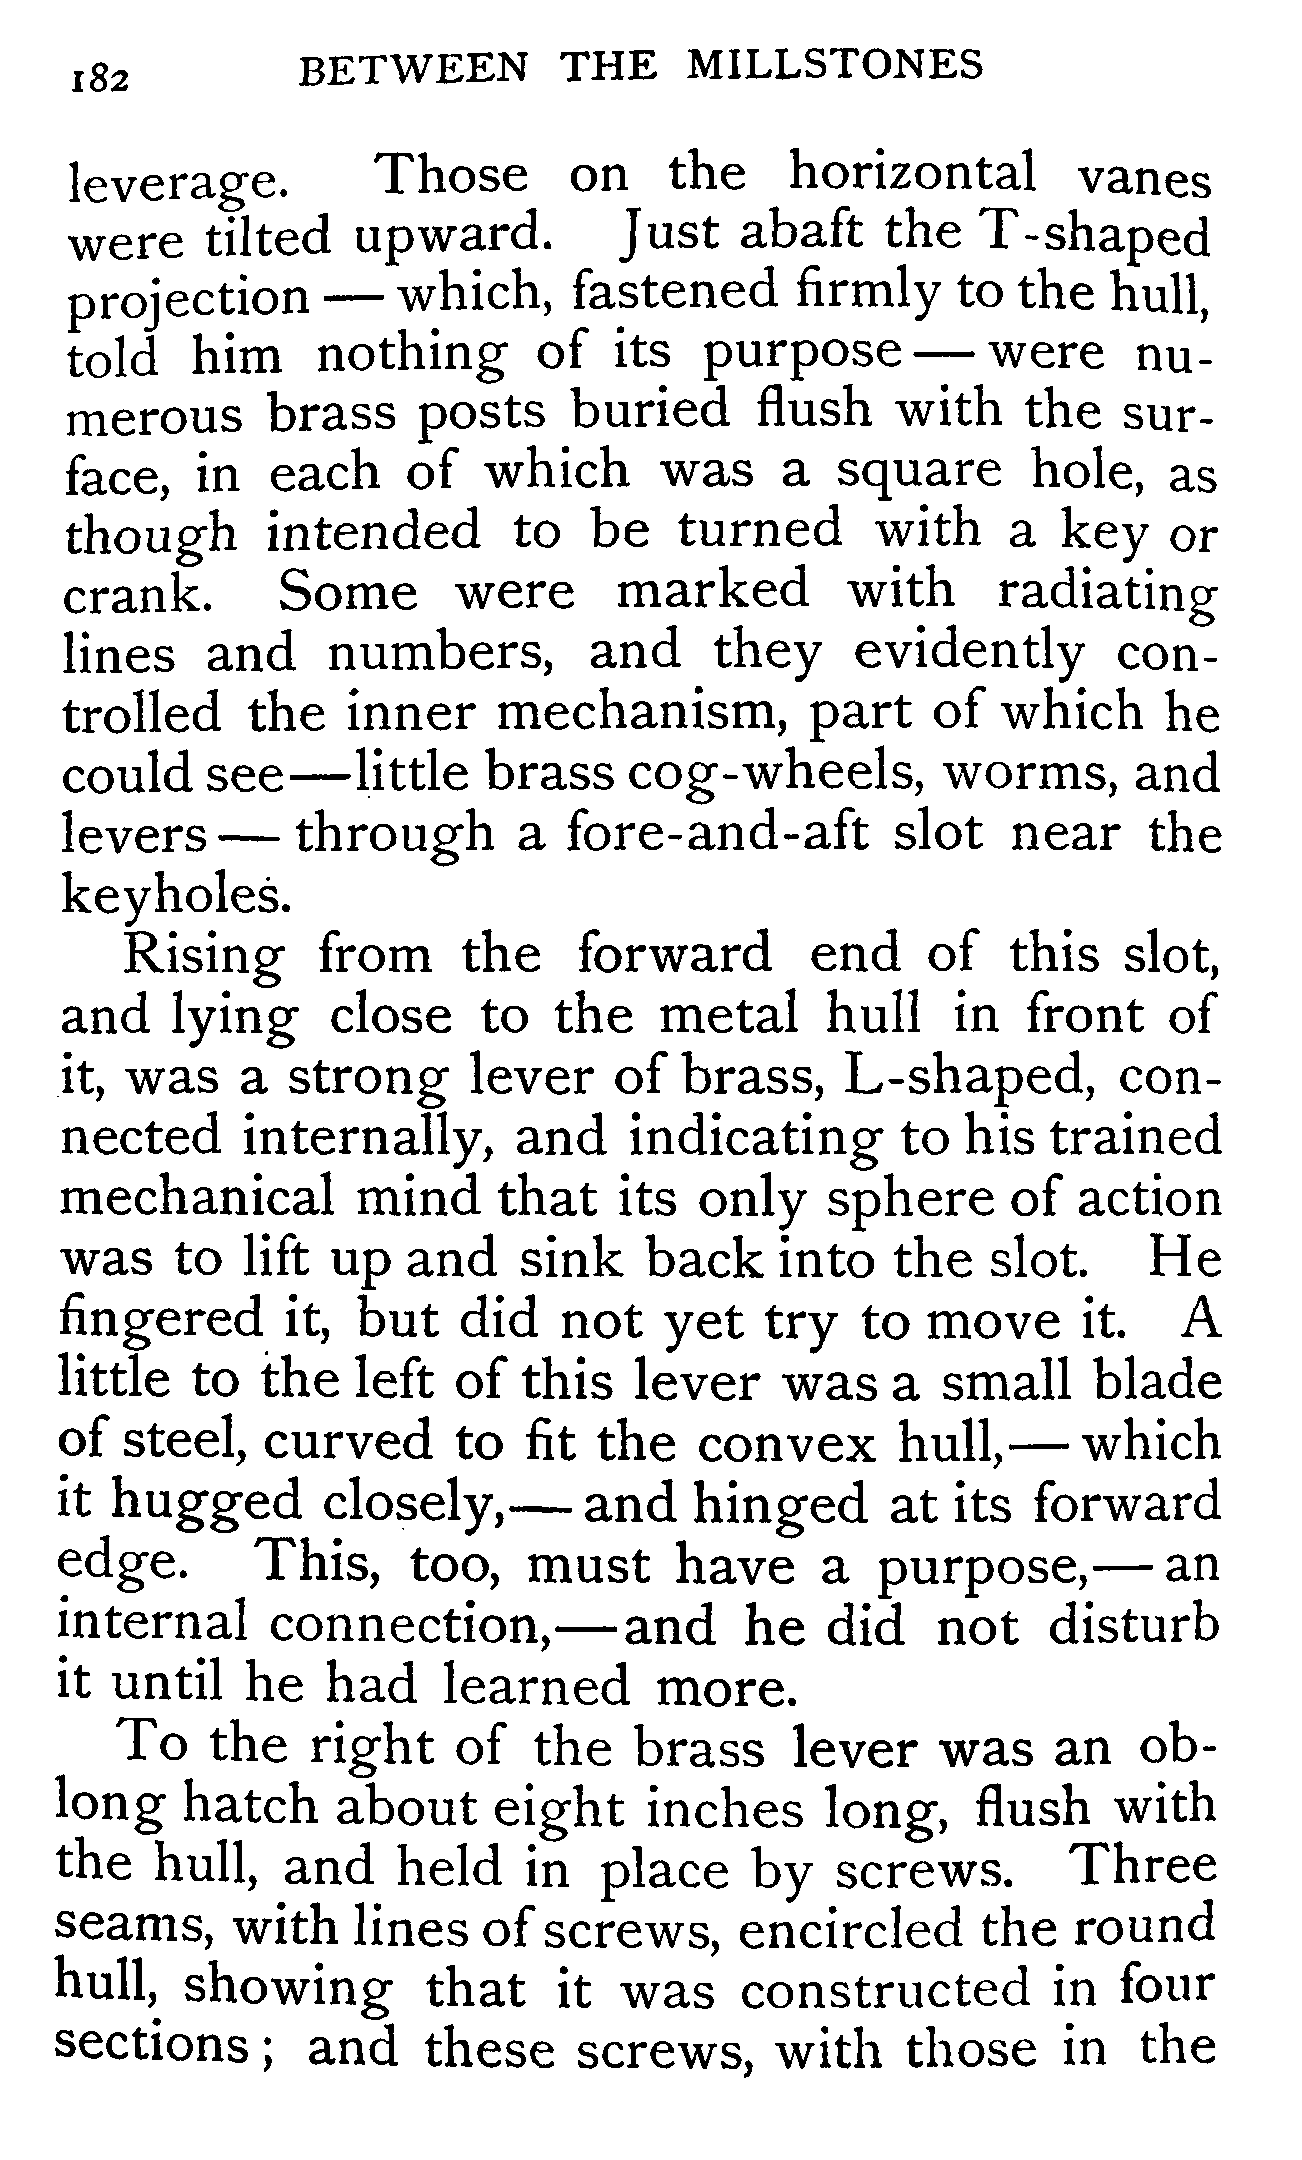 182 BETWEEN THE MILLSTONES
leverage. Those on the horizontal vanes
were tilted upward. Just abaft the T-shaped
projection — which, fastened firmly to the hull,
told him nothing of its purpose — were nu-
merous brass posts buried flush with the sur-
face, in each of which was a square hole, as
though intended to be turned with a key or
crank. Some were marked with radiating
lines and numbers, and they evidently con-
trolled the inner mechanism, part of which he
could see—little brass cog-wheels, worms, and
levers — through a fore-and-aft slot near the
keyholes.
Rising from the forward end of this slot,
and lying close to the metal hull in front of
it, was a strong lever of brass, L-shaped, con-
nected internally, and indicating to his trained
mechanical mind that its only sphere of action
was to lift up and sink back into the slot. He
fingered it, but did not yet try to move it. A
little to the left of this lever was a small blade
of steel, curved to fit the convex hull,— which
it hugged closely,— and hinged at its forward
edge. This, too, must have a purpose,— an
internal connection,—and he did not disturb
it until he had learned more.
To the right of the brass lever was an ob-
long hatch about eight inches long, flush with
the hull, and held in place by screws. Three
seams, with lines of screws, encircled the round
hull, showing that it was constructed in four
sections; and these screws, with those in the